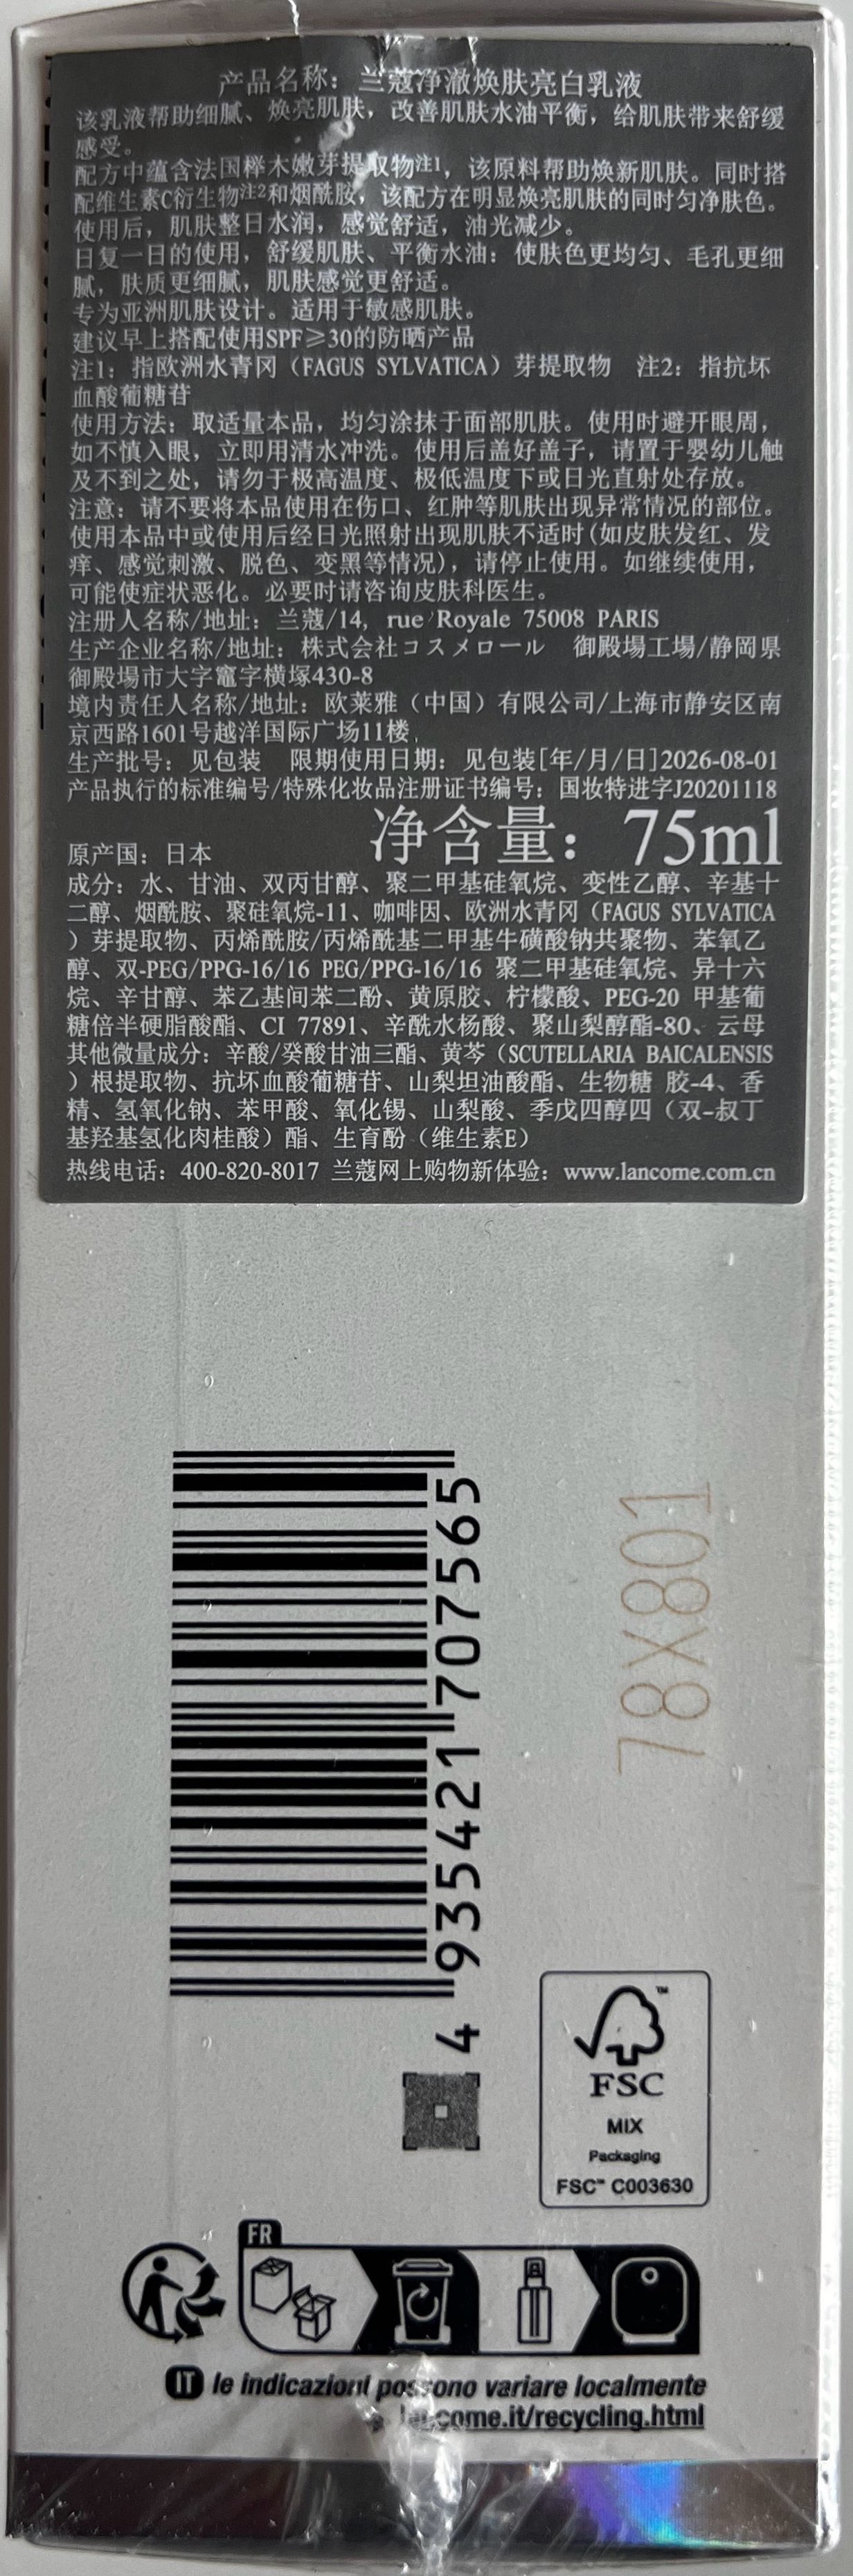 产品名称：兰蔻净澈焕肤亮白乳液
该乳液帮助细腻、焕亮肌肤，改善肌肤水油平衡，给肌肤带来舒缓
感受。
配方中蕴含法国榉木嫩芽提取物注1，该原料帮助焕新肌肤。同时搭
配维生素C衍生物注2和烟酰胺，该配方在明显焕亮肌肤的同时匀净肤色。
使用后，肌肤整日水润，感觉舒适，油光减少。
日复一日的使用，舒缓肌肤、平衡水油：使肤色更均匀、毛孔更细
腻，肤质更细腻，肌肤感觉更舒适。
专为亚洲肌肤设计。适用于敏感肌肤。
建议早上搭配使用SPF≥30的防晒产品
注1：指欧洲水青冈（FAGUS SYLVATICA）芽提取物 注2：指抗坏
血酸葡糖苷
使用方法：取适量本品，均匀涂抹于面部肌肤。使用时避开眼周，
如不慎入眼，立即用清水冲洗。使用后盖好盖子，请置于婴幼儿触
及不到之处，请勿于极高温度、极低温度下或日光直射处存放。
注意：请不要将本品使用在伤口、红肿等肌肤出现异常情况的部位。
使用本品中或使用后经日光照射出现肌肤不适时(如皮肤发红、发
痒、感觉刺激、脱色、变黑等情况)，请停止使用。如继续使用，
可能使症状恶化。必要时请咨询皮肤科医生。
注册人名称/地址：兰蔻/14, rue Royale 75008 PARIS
生产企业名称/地址：株式会社コスメロール 御殿場工場/静岡県
御殿場市大字竈字横塚430-8
境内责任人名称/地址：欧莱雅（中国）有限公司/上海市静安区南
京西路1601号越洋国际广场11楼
生产批号：见包装 限期使用日期：见包装[年/月/日]2026-08-01
产品执行的标准编号/特殊化妆品注册证书编号：国妆特进字J20201118
原产国：日本 净含量：75ml
成分：水、甘油、双丙甘醇、聚二甲基硅氧烷、变性乙醇、辛基十
二醇、烟酰胺、聚硅氧烷-11、咖啡因、欧洲水青冈（FAGUS SYLVATICA
）芽提取物、丙烯酰胺/丙烯酰基二甲基牛磺酸钠共聚物、苯氧乙
醇、双-PEG/PPG-16/16 PEG/PPG-16/16 聚二甲基硅氧烷、异十六
烷、辛甘醇、苯乙基间苯二酚、黄原胶、柠檬酸、PEG-20 甲基葡
糖倍半硬脂酸酯、CI 77891、辛酰水杨酸、聚山梨醇酯-80、云母
其他微量成分：辛酸/癸酸甘油三酯、黄芩（SCUTELLARIA BAICALENSIS
）根提取物、抗坏血酸葡糖苷、山梨坦油酸酯、生物糖 胶-4、香
精、氢氧化钠、苯甲酸、氧化锡、山梨酸、季戊四醇四（双-叔丁
基羟基氢化肉桂酸）酯、生育酚（维生素E）
热线电话：400-820-8017 兰蔻网上购物新体验：www.lancome.com.cn
4 935421 707565
78X801
FSC™
MIX
Packaging
FSC™ C003630
FR
IT le indicazioni possono variare localmente
lancome.it/recycling.html